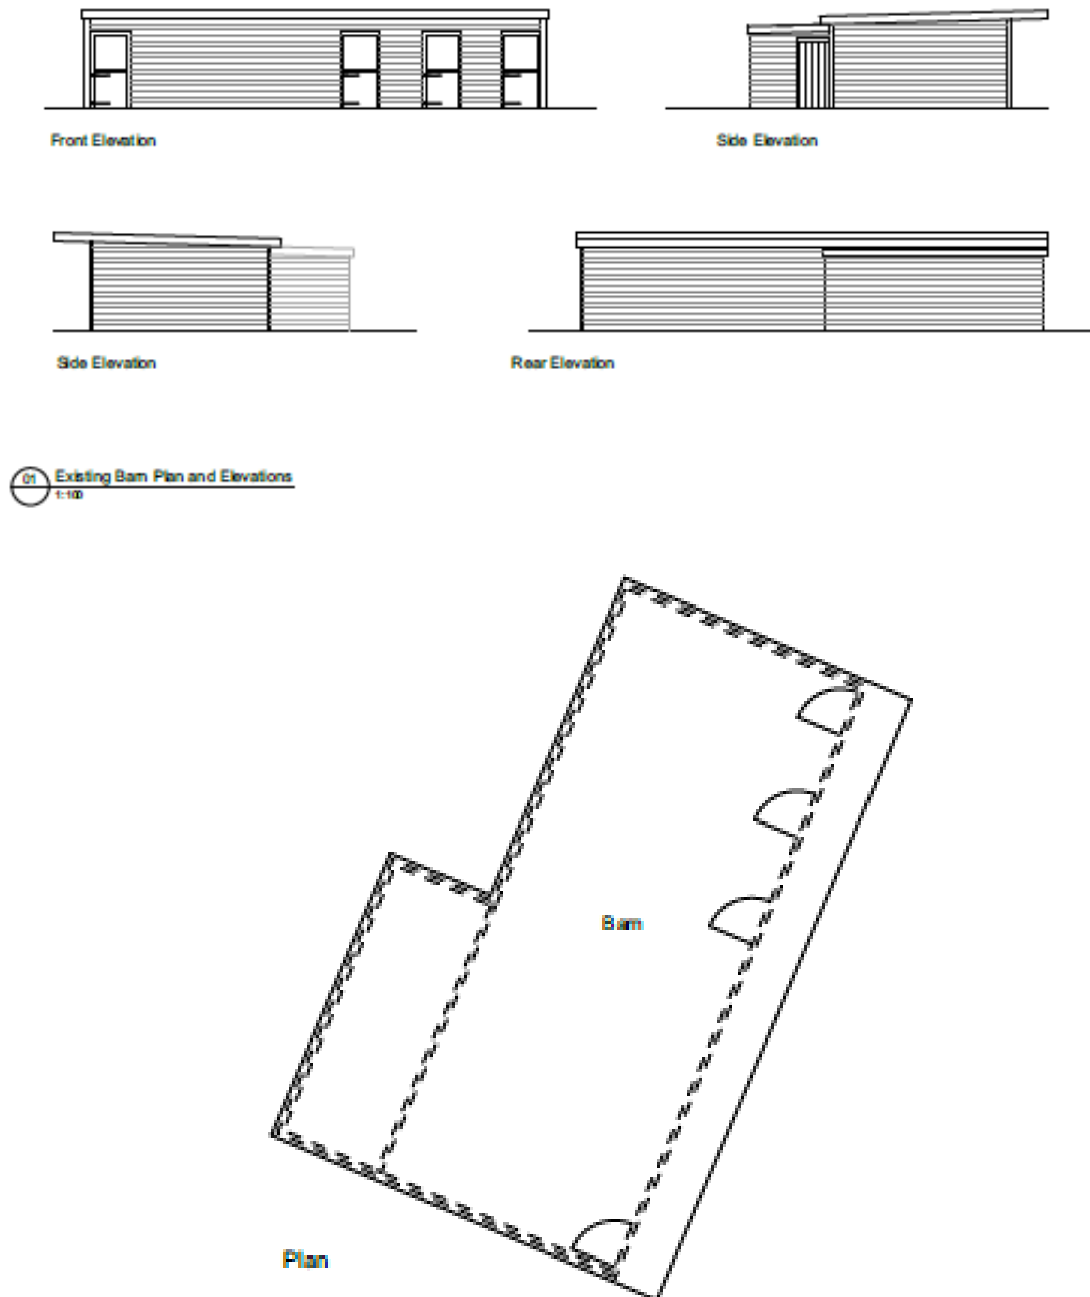 Front Elevation
Side Elevation
Side Elevation
Rear Elevation
01 Existing Barn Plan and Elevations
1:100
Barn
Plan